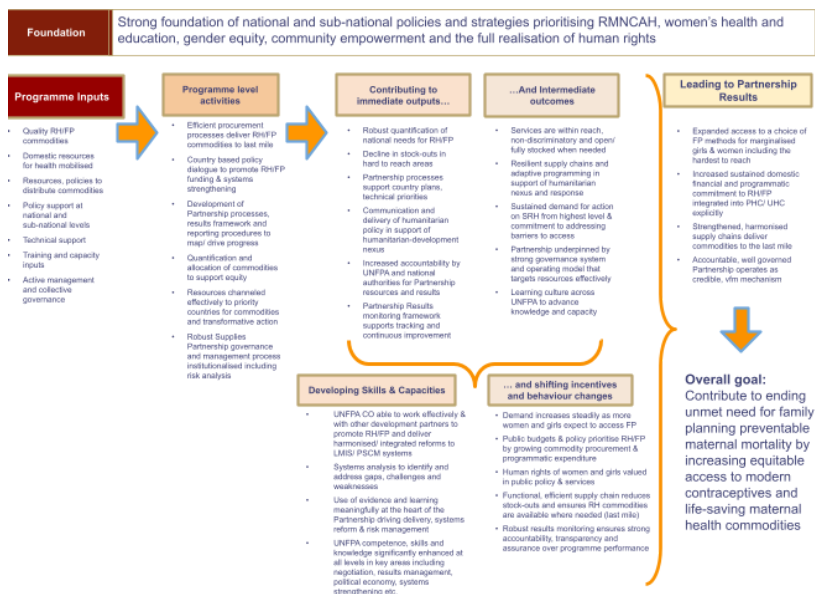 Foundation
Strong foundation of national and sub-national policies and strategies prioritising RMNCAH, women's health and
education, gender equity, community empowerment and the full realisation of human rights
Programme Inputs
• Quality RH/FP
commodities
• Domestic resources
for health mobilised
• Resources, policies to
distribute commodities
• Policy support at
national and
sub-national levels
• Technical support
• Training and capacity
inputs
• Active management
and collective
governance
Programme level
activities
• Efficient procurement
processes deliver RH/FP
commodities to last mile
• Country based policy
dialogue to promote RH/FP
funding & systems
strengthening
• Development of
Partnership processes,
results framework and
reporting procedures to
map/ drive progress
• Quantification and
allocation of commodities
to support equity
• Resources channeled
effectively to priority
countries for commodities
and transformative action
• Robust Supplies
Partnership governance
and management process
institutionalised including
risk analysis
Contributing to
immediate outputs…
• Robust quantification of
national needs for RH/FP
• Decline in stock-outs in
hard to reach areas
• Partnership processes
support country plans,
technical priorities
• Communication and
delivery of humanitarian
policy in support of
humanitarian-development
nexus
• Increased accountability by
UNFPA and national
authorities for Partnership
resources and results
• Partnership Results
monitoring framework
supports tracking and
continuous improvement
…And Intermediate
outcomes
• Services are within reach,
non-discriminatory and open/
fully stocked when needed
• Resilient supply chains and
adaptive programming in
support of humanitarian
nexus and response
• Sustained demand for action
on SRH from highest level &
commitment to addressing
barriers to access
• Partnership underpinned by
strong governance system
and operating model that
targets resources effectively
• Learning culture across
UNFPA to advance
knowledge and capacity
Developing Skills & Capacities
• UNFPA CO able to work effectively &
with other development partners to
promote RH/FP and deliver
harmonised/ integrated reforms to
LMIS/ PSCM systems
• Systems analysis to identify and
address gaps, challenges and
weaknesses
• Use of evidence and learning
meaningfully at the heart of the
Partnership driving delivery, systems
reform & risk management
• UNFPA competence, skills and
knowledge significantly enhanced at
all levels in key areas including
negotiation, results management,
political economy, systems
strengthening etc
… and shifting incentives
and behaviour changes
• Demand increases steadily as more
women and girls expect to access FP
• Public budgets & policy prioritise RH/FP
by growing commodity procurement &
programmatic expenditure
• Human rights of women and girls valued
in public policy & services
• Functional, efficient supply chain reduces
stock-outs and ensures RH commodities
are available where needed (last mile)
• Robust results monitoring ensures strong
accountability, transparency and
assurance over programme performance
Leading to Partnership
Results
• Expanded access to a choice of
FP methods for marginalised
girls & women including the
hardest to reach
• Increased sustained domestic
financial and programmatic
commitment to RH/FP
integrated into PHC/ UHC
explicitly
• Strengthened, harmonised
supply chains deliver
commodities to the last mile
• Accountable, well governed
Partnership operates as
credible, vfm mechanism
Overall goal:
Contribute to ending
unmet need for family
planning preventable
maternal mortality by
increasing equitable
access to modern
contraceptives and
life-saving maternal
health commodities